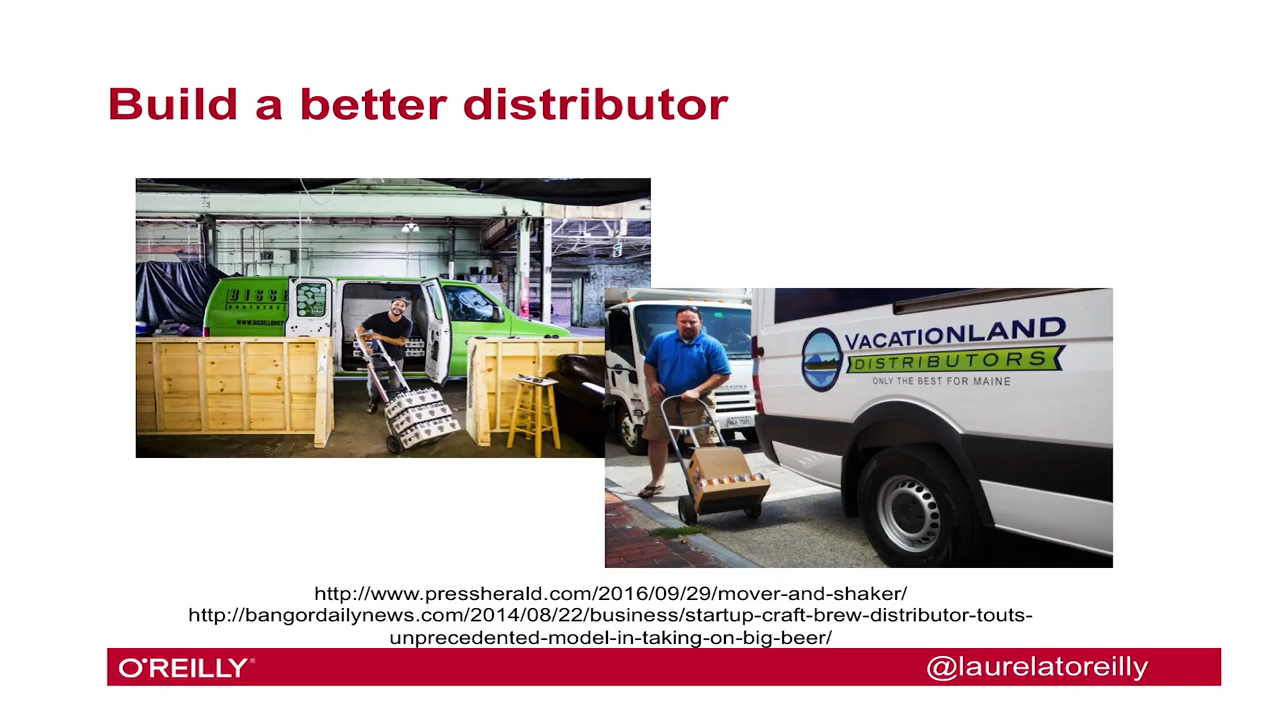 Build a better distributor
BISSE
BROTHERS
VACATIONLAND
DISTRIBUTORS
ONLY THE BEST FOR MAINE
http://www.pressherald.com/2016/09/29/mover-and-shaker/
http://bangordailynews.com/2014/08/22/business/startup-craft-brew-distributor-touts-
unprecedented-model-in-taking-on-big-beer/
O'REILLY®
@laurelatoreilly